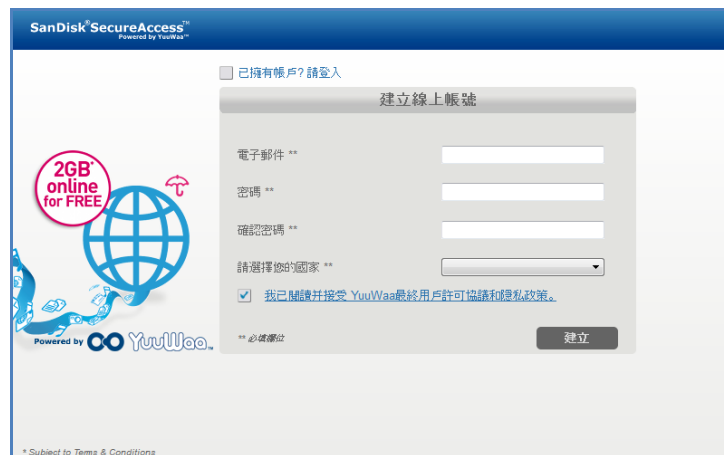 SanDisk®SecureAccess™
Powered by YuuWaa™
已擁有帳戶? 請登入
建立線上帳號
電子郵件 **
密碼 **
確認密碼 **
請選擇您的國家 **
我已閱讀并接受 YuuWaa最終用戶許可協議和隱私政策。
** 必填欄位
建立
2GB*
online
for FREE
Powered by YuuWaa™
* Subject to Terms & Conditions